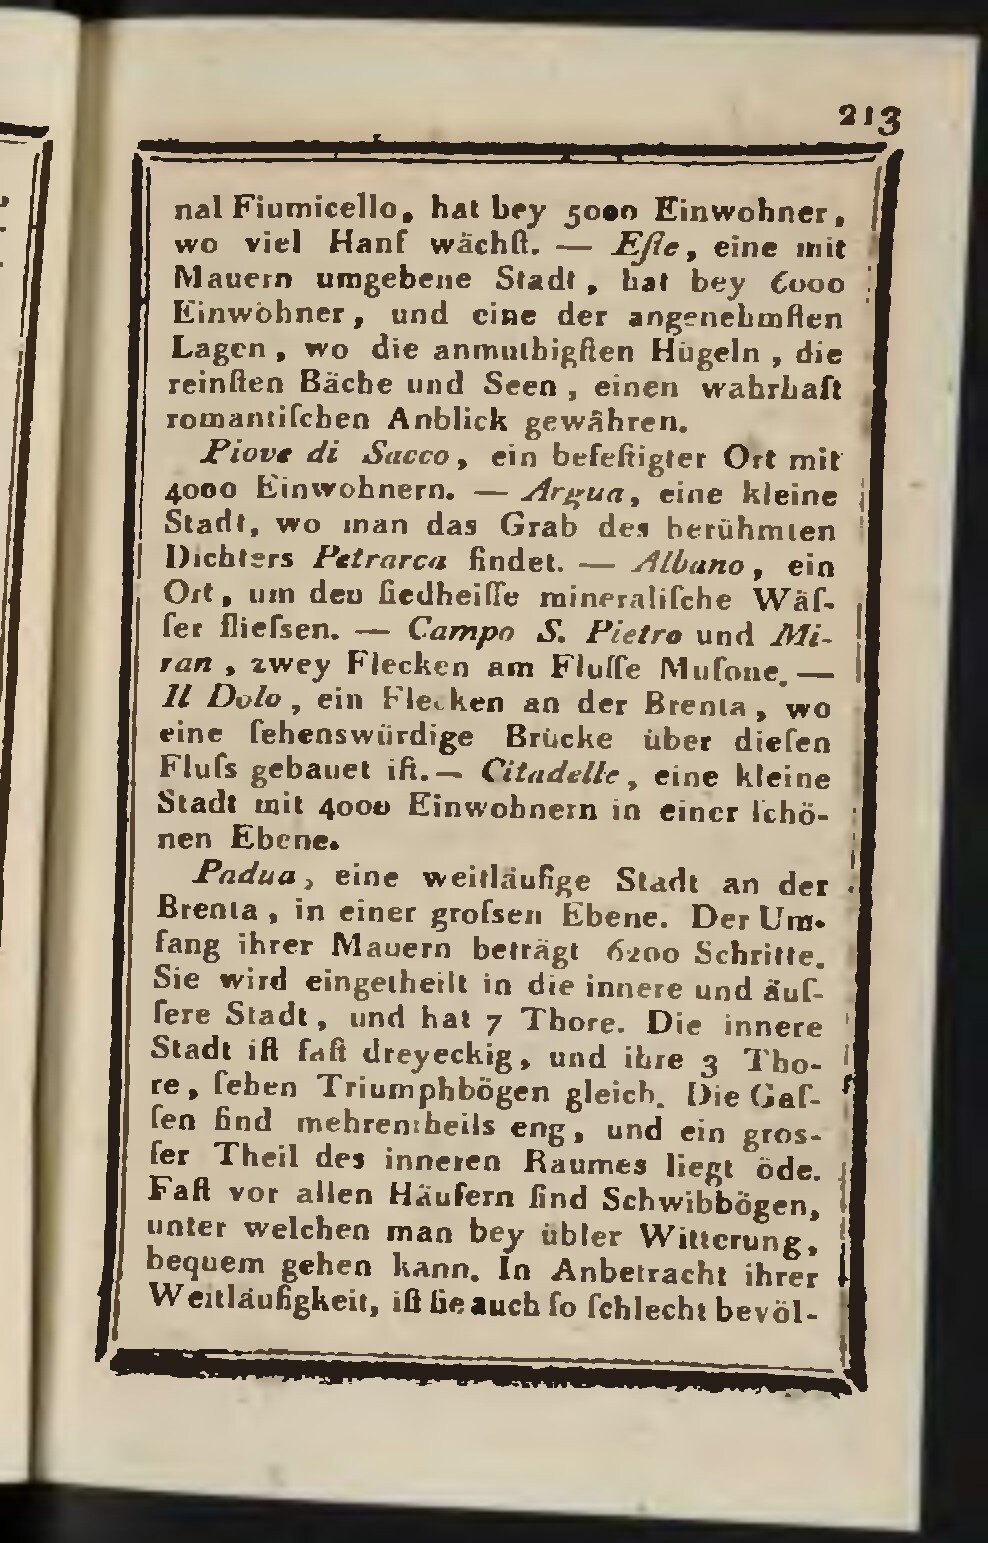 213
nal Fiumicello, hat bey 5000 Einwohner,
wo viel Hanf wächſt. — Eſte, eine mit
Mauern umgebene Stadt, hat bey 6000
Einwohner, und eine der angenehmſten
Lagen, wo die anmuthigſten Hügeln, die
reinſten Bäche und Seen, einen wahrhaft
romantiſchen Anblick gewähren.
Piove di Sacco, ein befeſtigter Ort mit
4000 Einwohnern. — Argua, eine kleine
Stadt, wo man das Grab des berühmten
Dichters Petrarca findet. — Albano, ein
Ort, um den ſiedheiſſe mineraliſche Wäſ-
ſer flieſsen. — Campo S. Pietro und Mi-
ran, zwey Flecken am Fluſſe Muſone. —
Il Dolo, ein Flecken an der Brenta, wo
eine ſehenswürdige Brücke über dieſen
Fluſs gebauet iſt. — Citadelle, eine kleine
Stadt mit 4000 Einwohnern in einer ſchö-
nen Ebene.
Padua, eine weitläufige Stadt an der
Brenta, in einer groſsen Ebene. Der Um-
fang ihrer Mauern beträgt 6200 Schritte.
Sie wird eingetheilt in die innere und äuſ-
ſere Stadt, und hat 7 Thore. Die innere
Stadt iſt faſt dreyeckig, und ihre 3 Tho-
re, ſehen Triumphbögen gleich. Die Gaſ-
ſen ſind mehrentheils eng, und ein groſ-
ſer Theil des inneren Raumes liegt öde.
Faſt vor allen Häuſern ſind Schwibbögen,
unter welchen man bey übler Witterung,
bequem gehen kann. In Anbetracht ihrer
Weitläufigkeit, iſt ſie auch ſo ſchlecht bevöl-